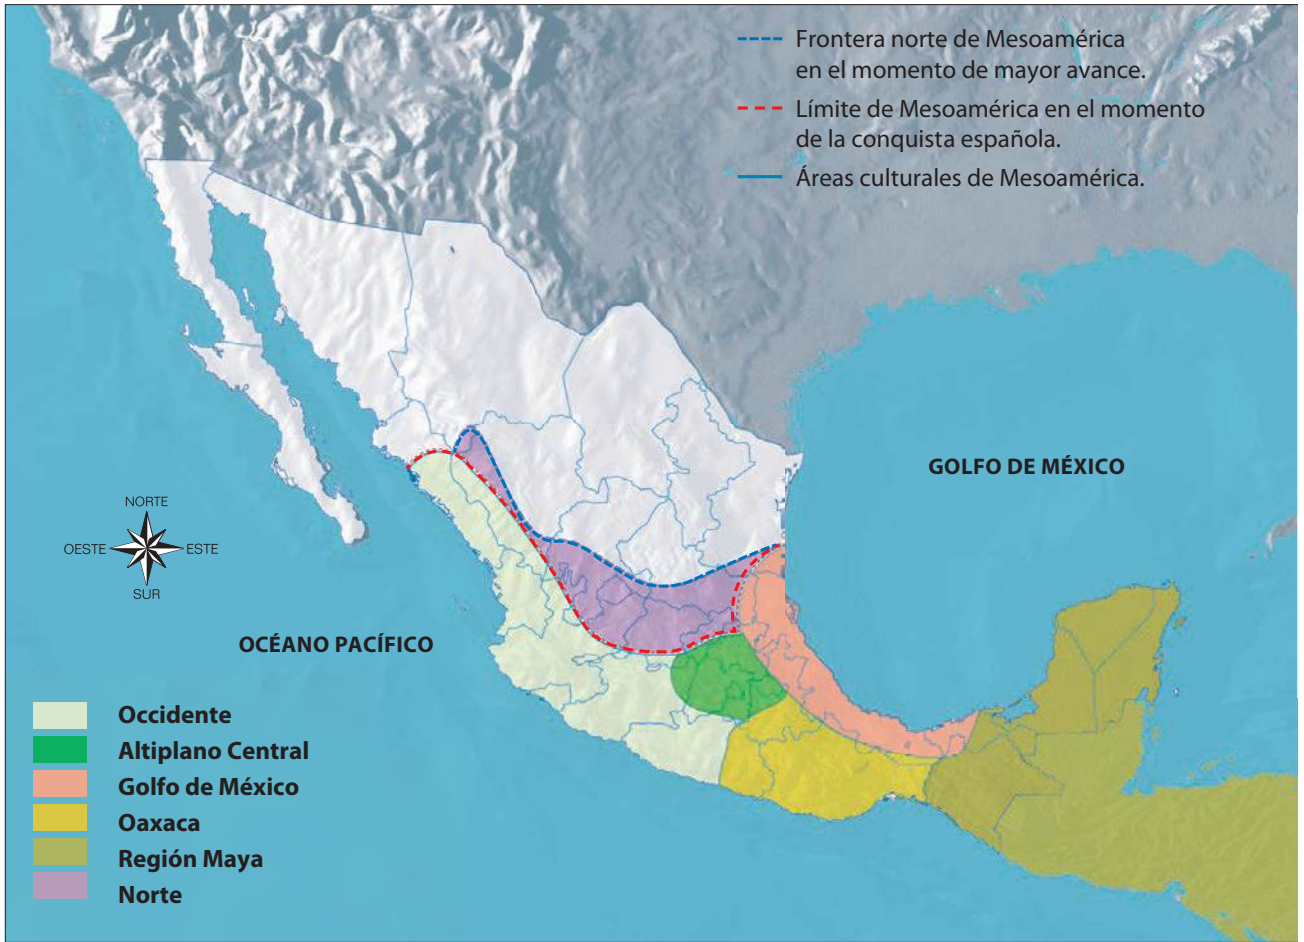 Frontera norte de Mesoamérica
en el momento de mayor avance.
Límite de Mesoamérica en el momento
de la conquista española.
Áreas culturales de Mesoamérica.
GOLFO DE MÉXICO
NORTE
OESTE
ESTE
SUR
OCÉANO PACÍFICO
Occidente
Altiplano Central
Golfo de México
Oaxaca
Región Maya
Norte